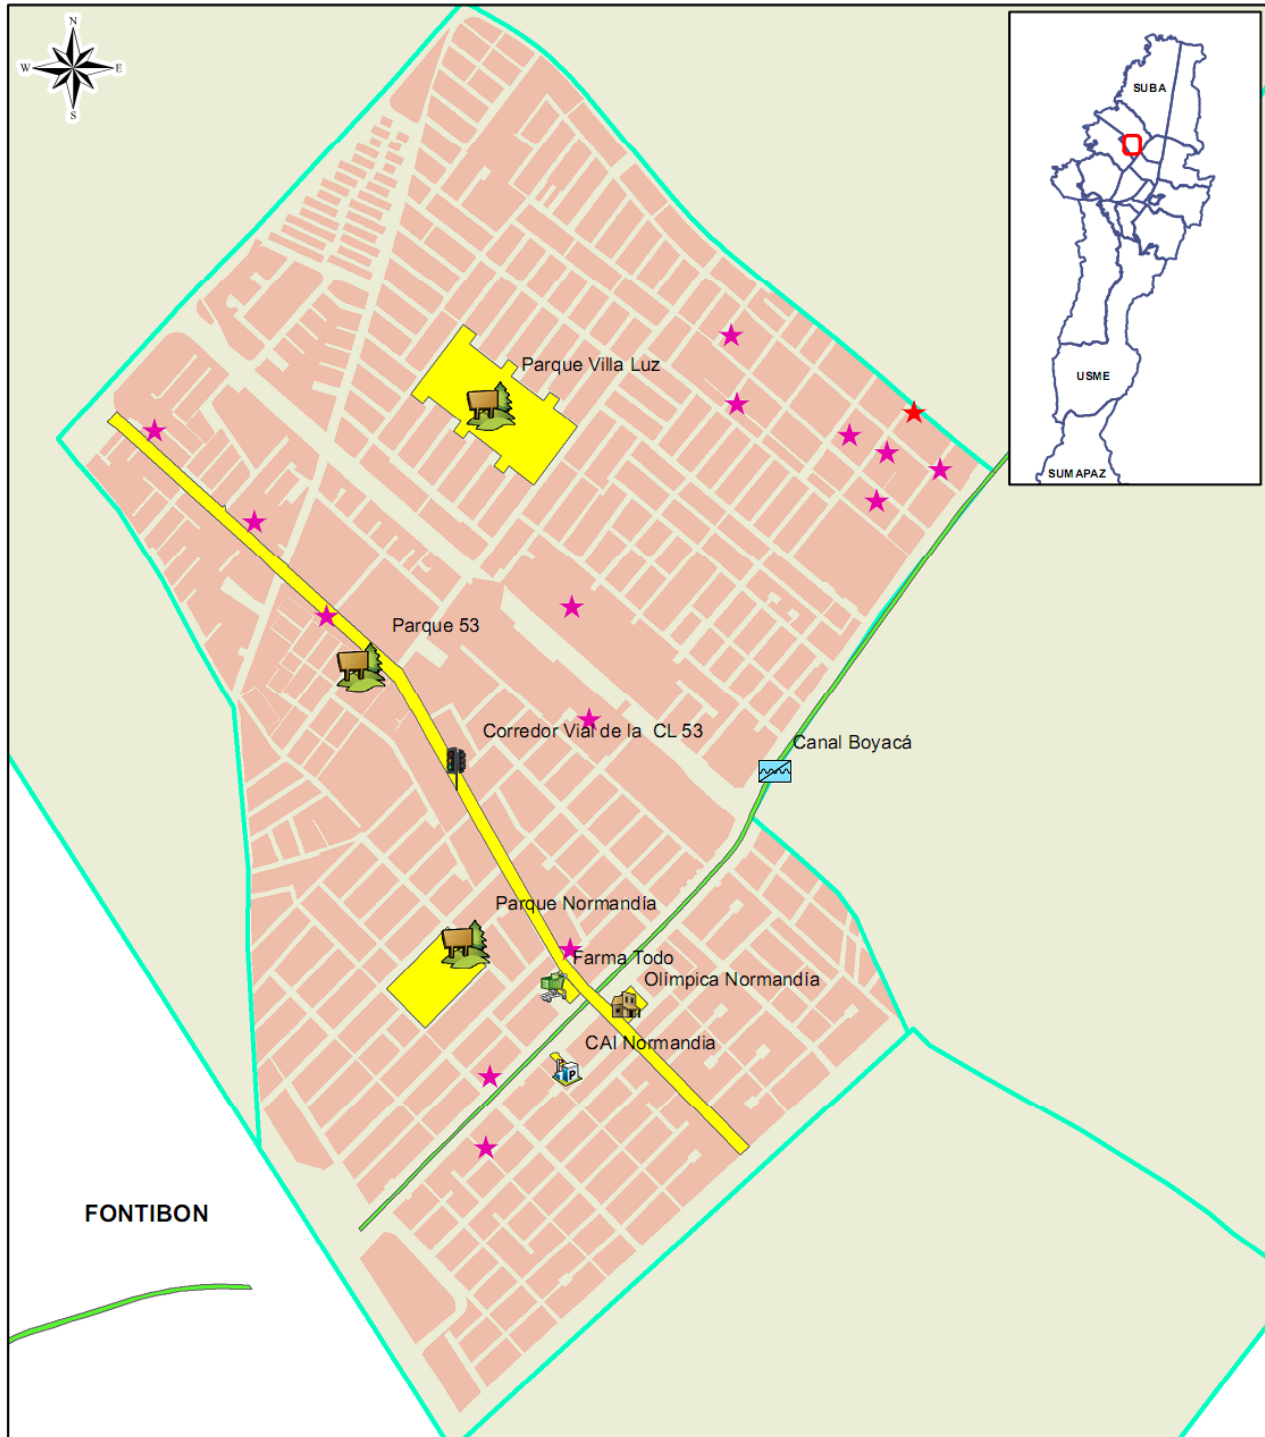 N
W
E
S
SUBA
USME
SUMAPAZ
Parque Villa Luz
Parque 53
Corredor Vial de la CL 53
Canal Boyacá
Parque Normandía
Farma Todo
Olímpica Normandía
CAI Normandia
P
FONTIBON